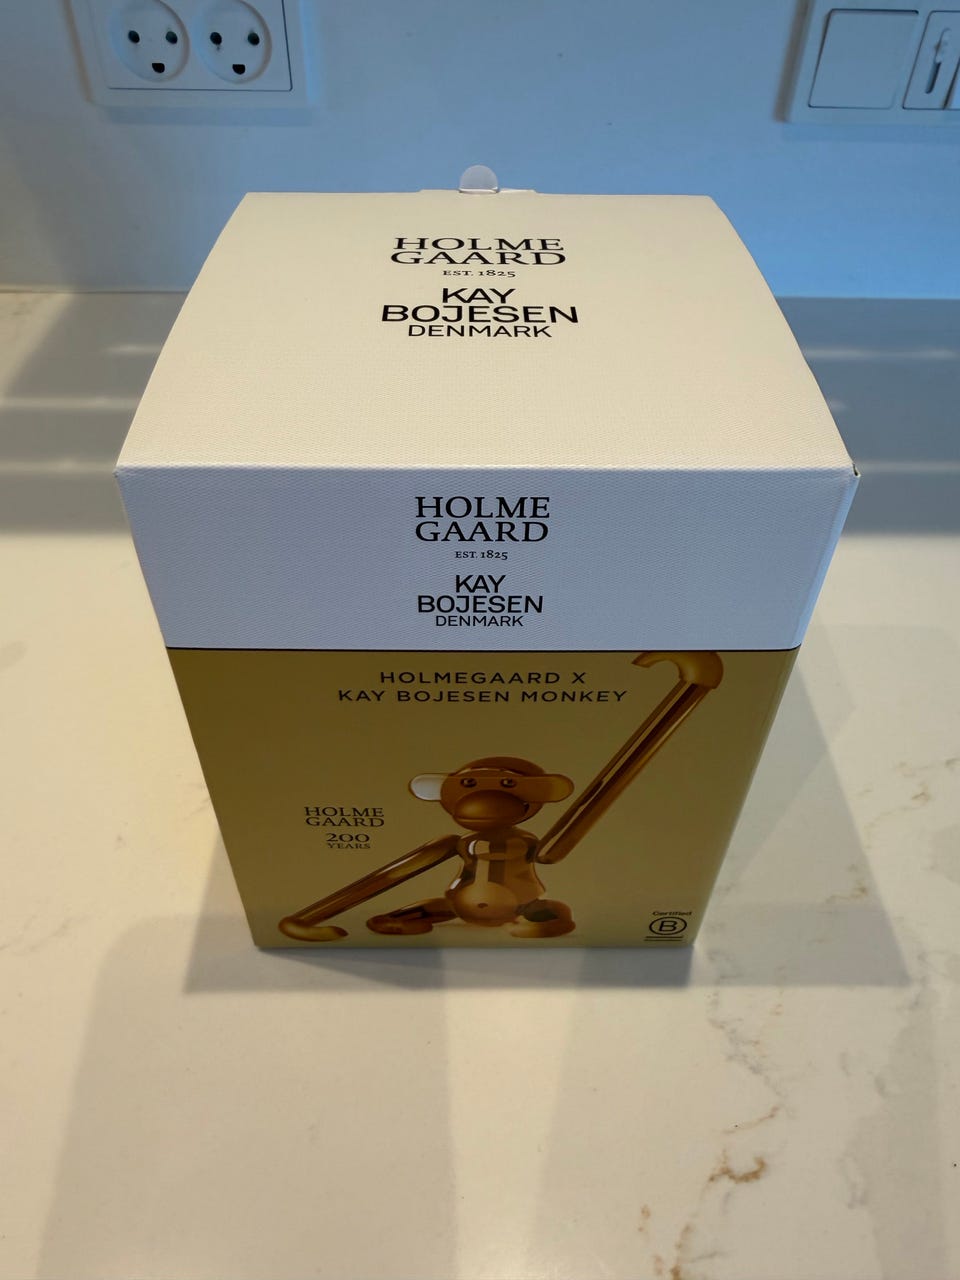 HOLME
GAARD
EST. 1825
KAY
BOJESEN
DENMARK
HOLME
GAARD
EST. 1825
KAY
BOJESEN
DENMARK
HOLMEGAARD X
KAY BOJESEN MONKEY
HOLME
GAARD
200
YEARS
Certified
B